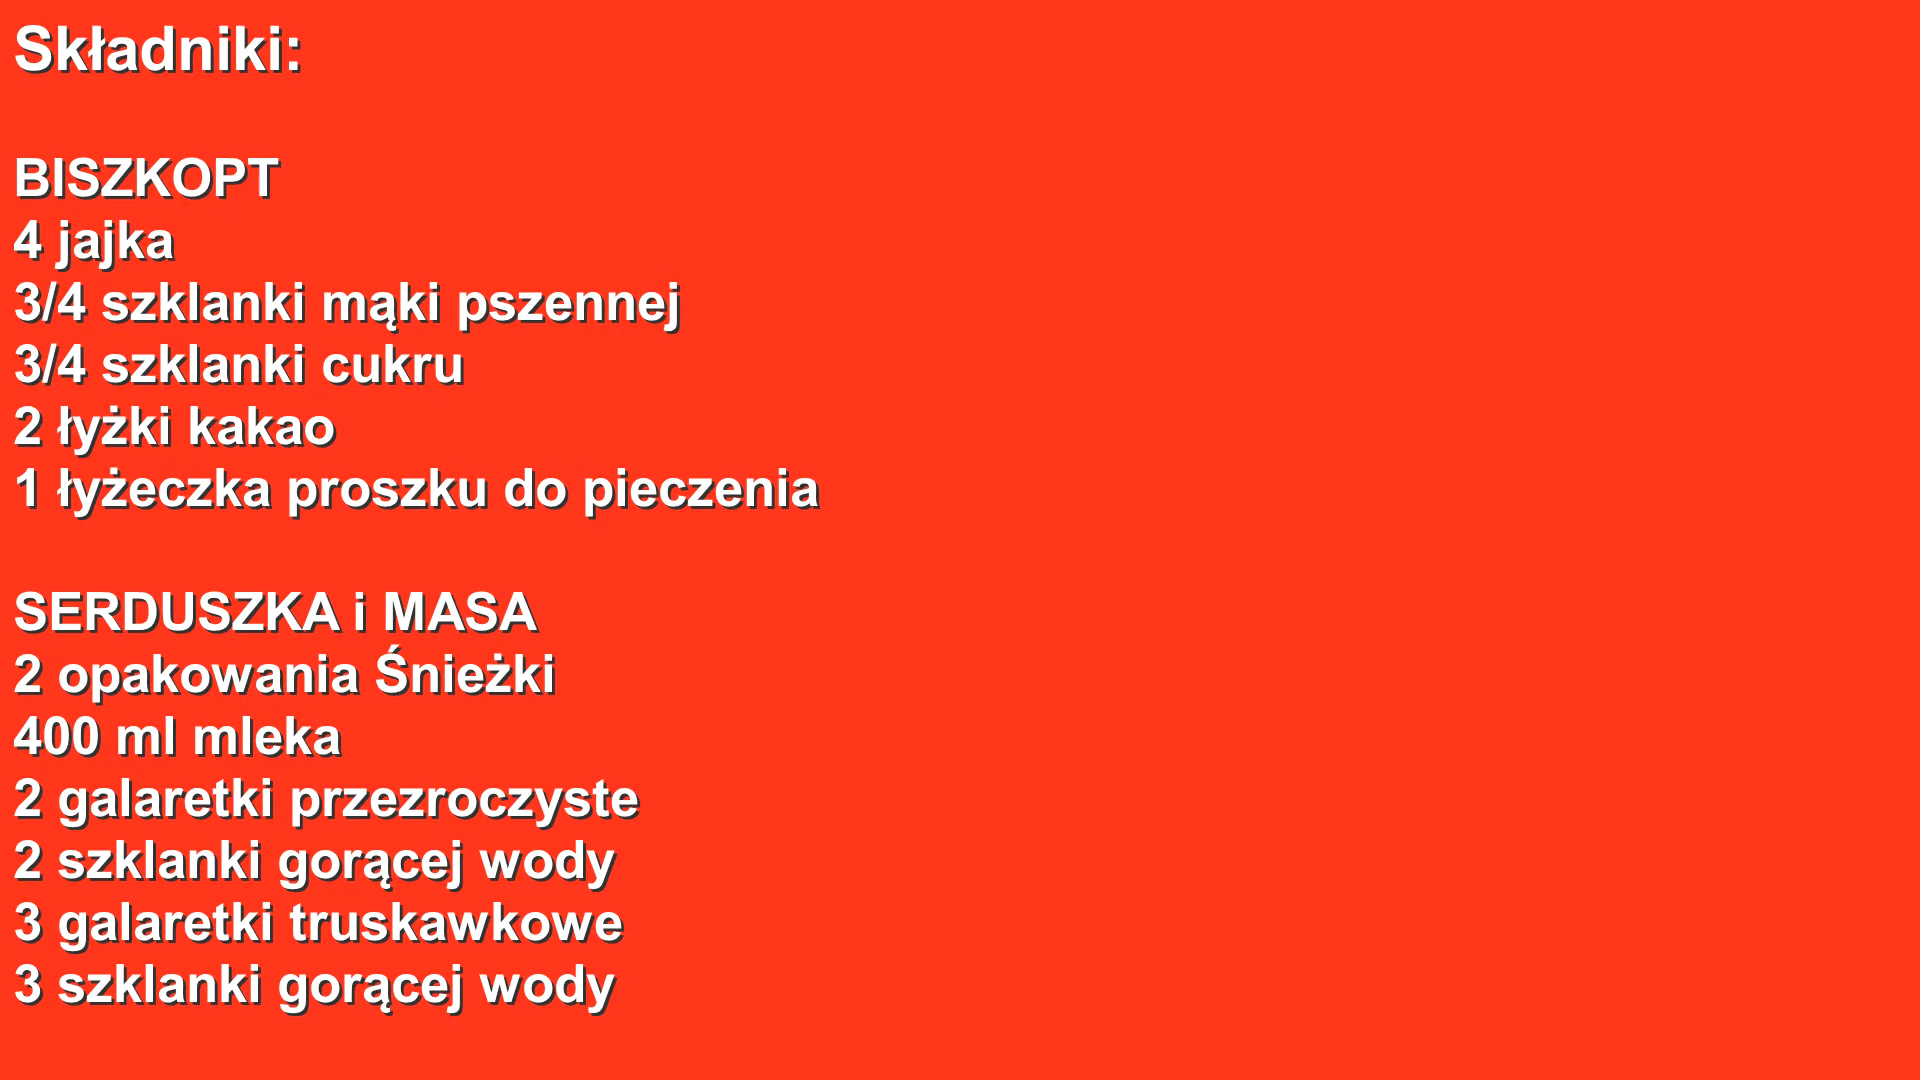 Składniki:
BISZKOPT
4 jajka
3/4 szklanki mąki pszennej
3/4 szklanki cukru
2 łyżki kakao
1 łyżeczka proszku do pieczenia
SERDUSZKA i MASA
2 opakowania Śnieżki
400 ml mleka
2 galaretki przezroczyste
2 szklanki gorącej wody
3 galaretki truskawkowe
3 szklanki gorącej wody